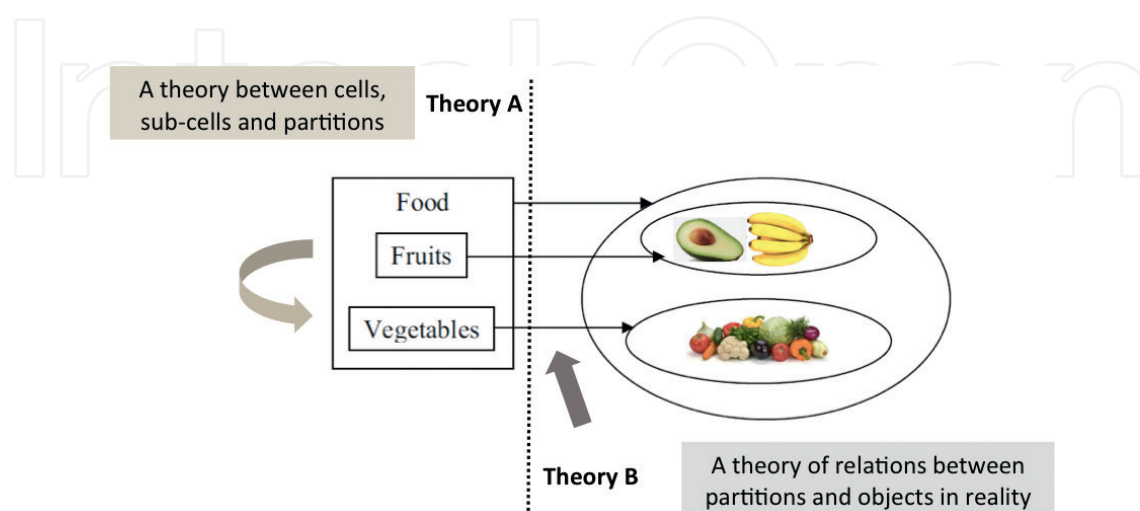 IntechOpen
A theory between cells,
sub-cells and partitions
Theory A
Food
Fruits
Vegetables
Theory B
A theory of relations between
partitions and objects in reality